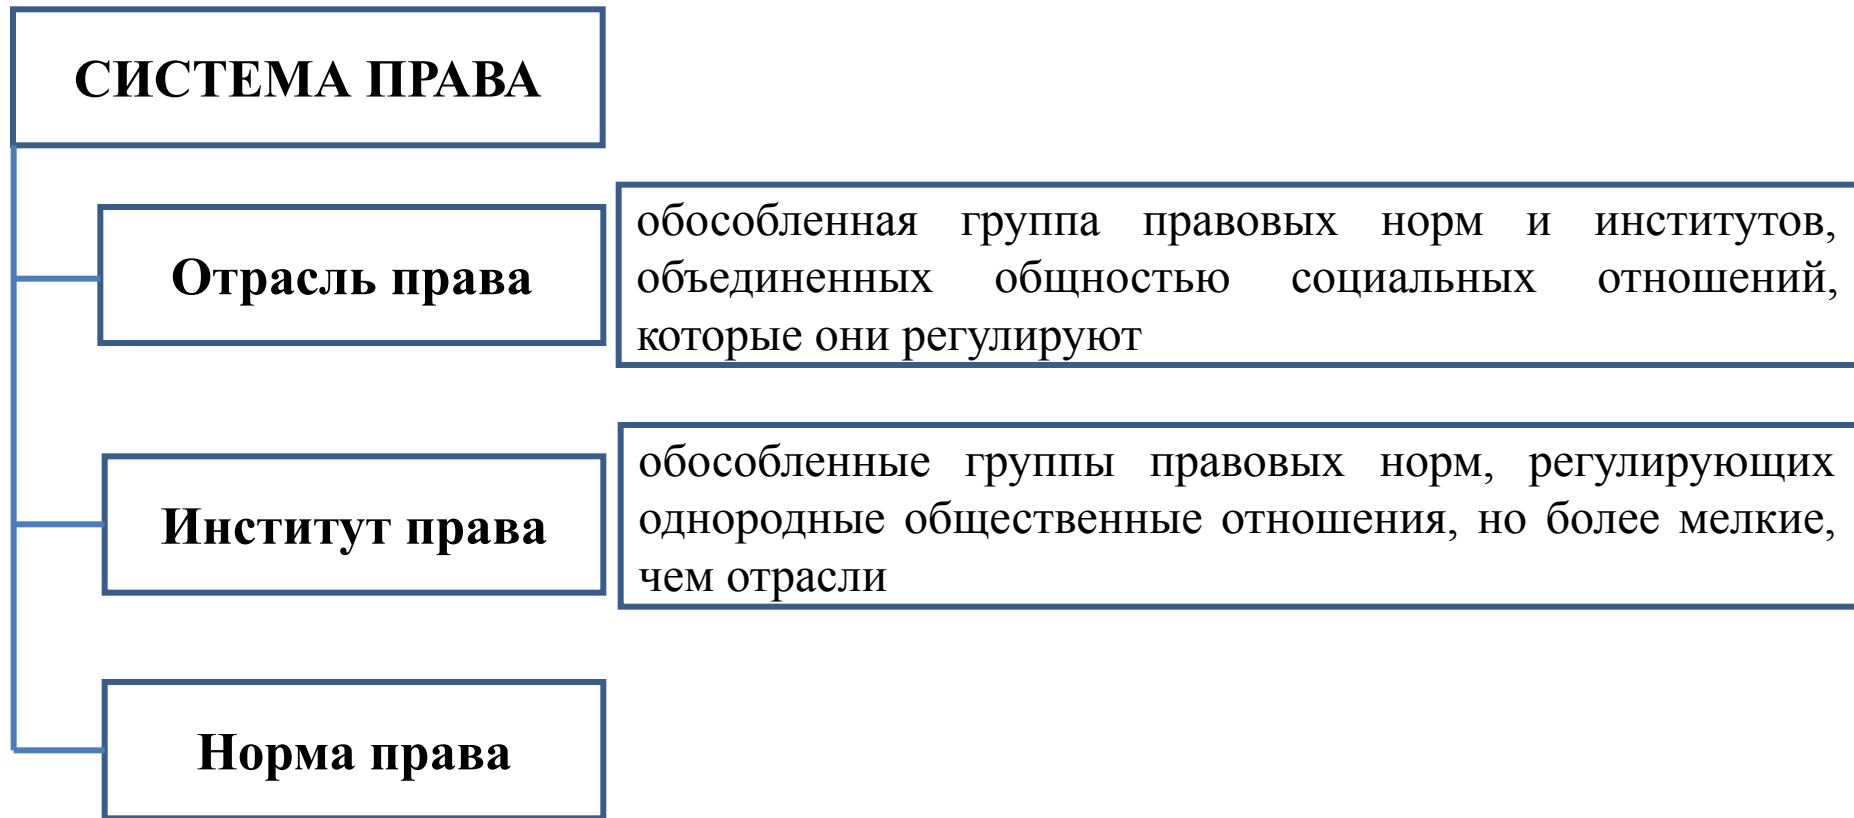 СИСТЕМА ПРАВА
Отрасль права
обособленная группа правовых норм и институтов,
объединенных общностью социальных отношений,
которые они регулируют
Институт права
обособленные группы правовых норм, регулирующих
однородные общественные отношения, но более мелкие,
чем отрасли
Норма права